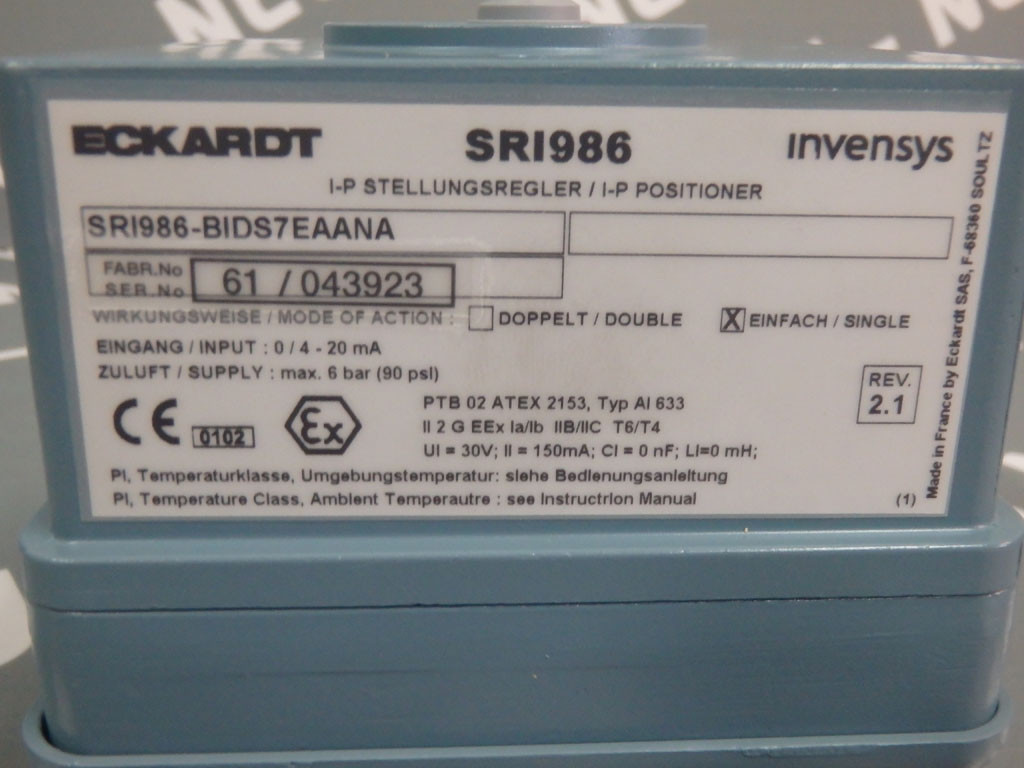 ECKARDT SRI986 invensys
I-P STELLUNGSREGLER / I-P POSITIONER
SRI986-BIDS7EAANA
FABR.No
SER.No 61 / 043923
WIRKUNGSWEISE / MODE OF ACTION : DOPPELT / DOUBLE X EINFACH / SINGLE
EINGANG / INPUT : 0 / 4 - 20 mA
ZULUFT / SUPPLY : max. 6 bar (90 psI)
REV.
2.1
CE 0102 Ex
PTB 02 ATEX 2153, Typ AI 633
II 2 G EEx Ia/Ib IIB/IIC T6/T4
UI = 30V; II = 150mA; CI = 0 nF; LI=0 mH;
PI, Temperaturklasse, Umgebungstemperatur: siehe Bedienungsanleitung
PI, Temperature Class, Ambient Temperautre : see Instructrion Manual
(1)
Made in France by Eckardt SAS, F-68360 SOULTZ